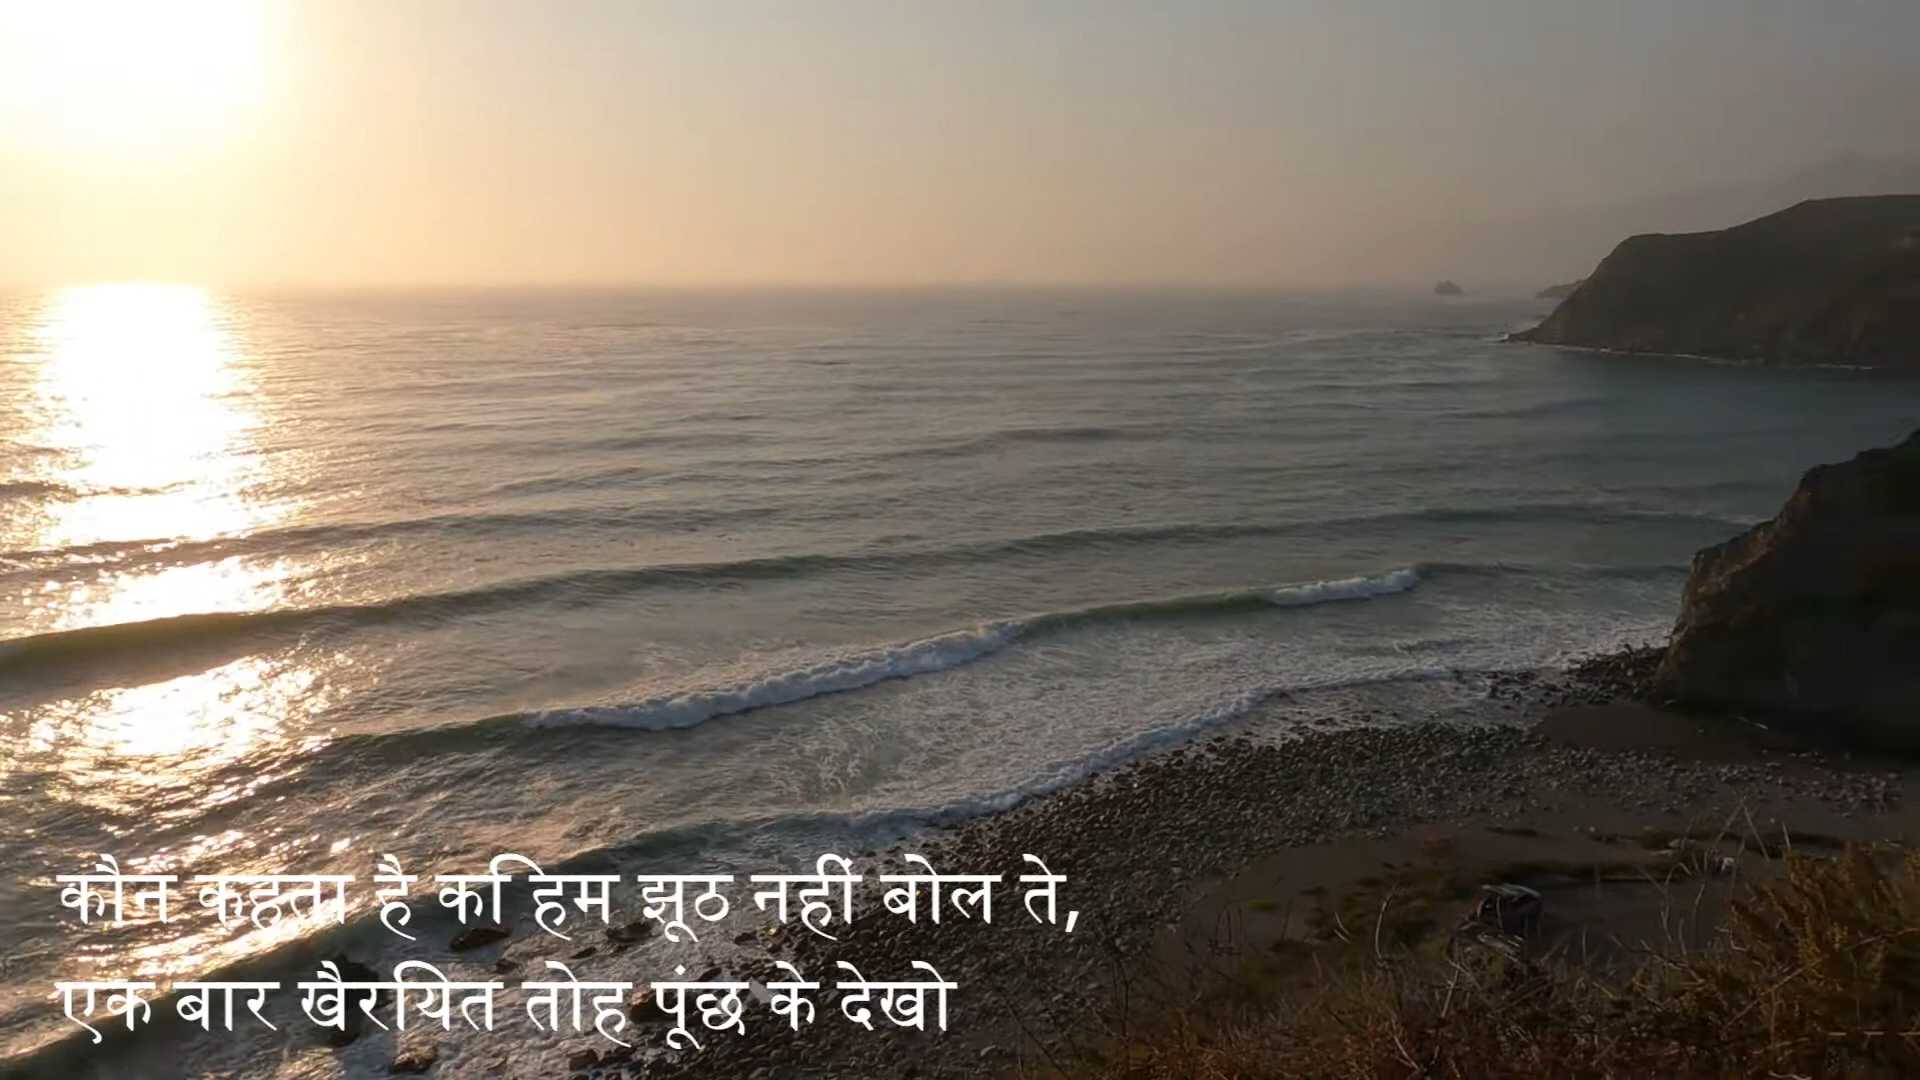 कौन कहता है कि हम झूठ नहीं बोल ते,
एक बार खैरयित तोह पूंछ के देखो